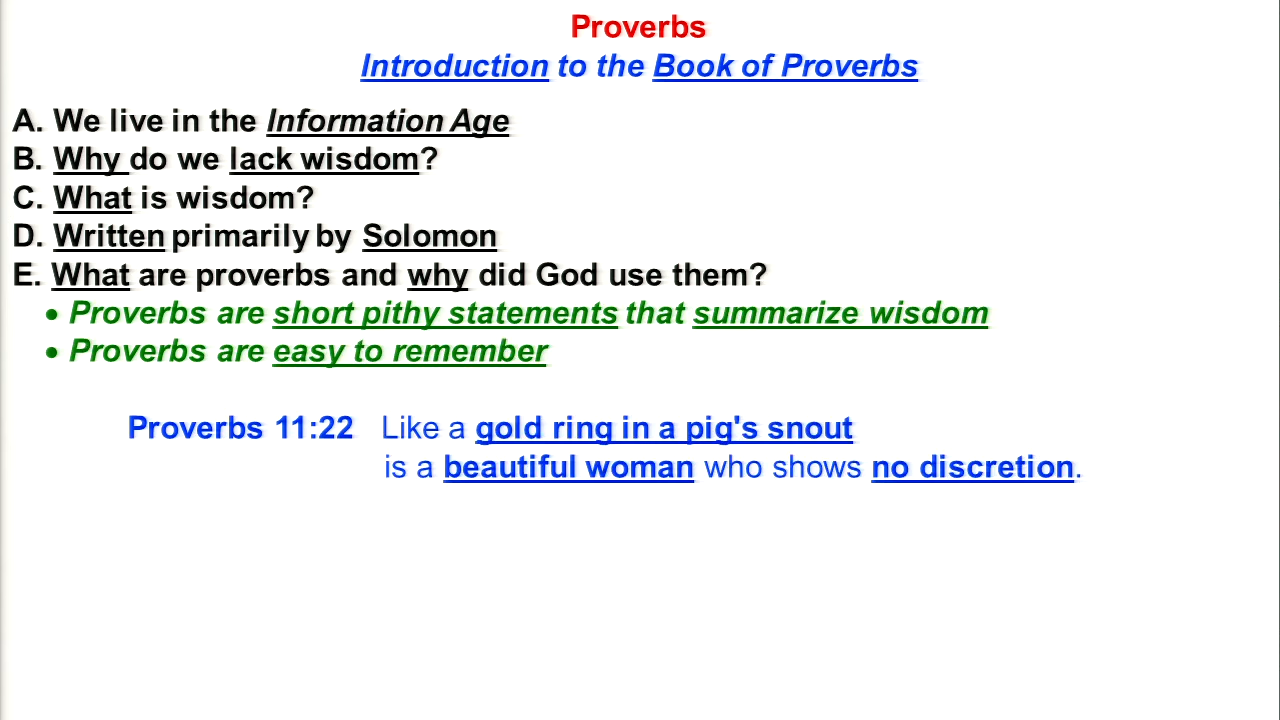 Proverbs
Introduction to the Book of Proverbs
A. We live in the Information Age
B. Why do we lack wisdom?
C. What is wisdom?
D. Written primarily by Solomon
E. What are proverbs and why did God use them?
• Proverbs are short pithy statements that summarize wisdom
• Proverbs are easy to remember
Proverbs 11:22 Like a gold ring in a pig's snout
is a beautiful woman who shows no discretion.